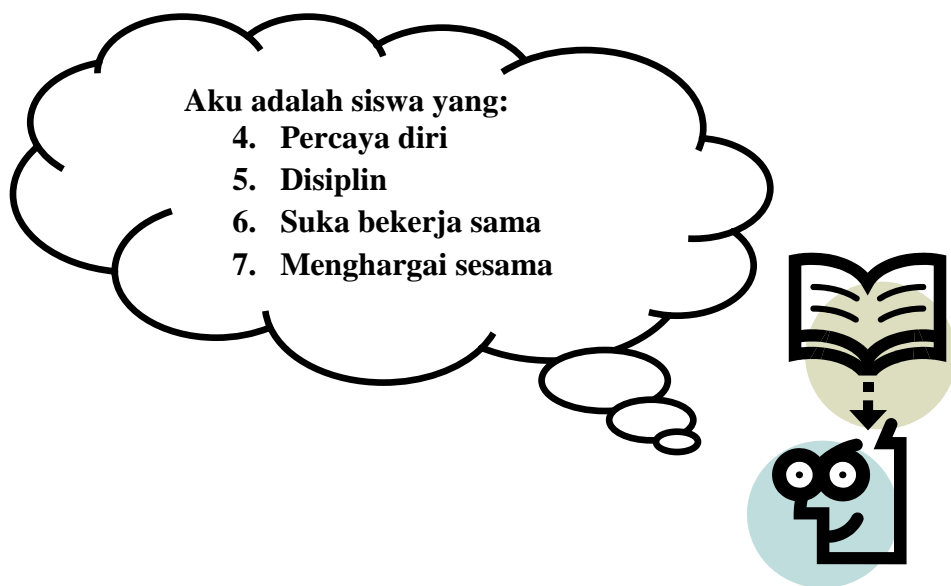 Aku adalah siswa yang:
4. Percaya diri
5. Disiplin
6. Suka bekerja sama
7. Menghargai sesama